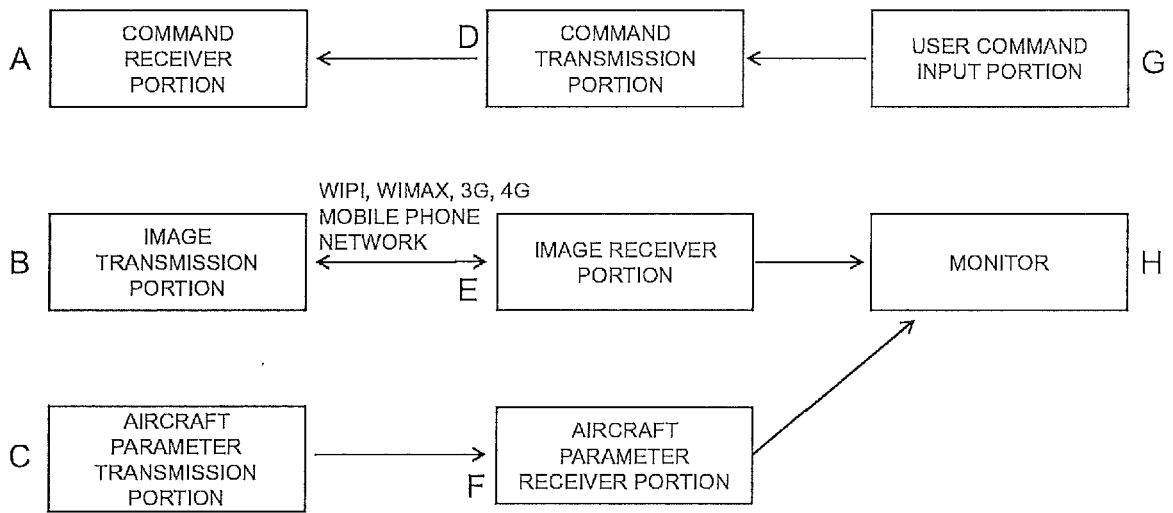 A
COMMAND
RECEIVER
PORTION
D
COMMAND
TRANSMISSION
PORTION
USER COMMAND
INPUT PORTION
G
B
IMAGE
TRANSMISSION
PORTION
WIPI, WIMAX, 3G, 4G
MOBILE PHONE
NETWORK
E
IMAGE RECEIVER
PORTION
MONITOR
H
C
AIRCRAFT
PARAMETER
TRANSMISSION
PORTION
F
AIRCRAFT
PARAMETER
RECEIVER PORTION